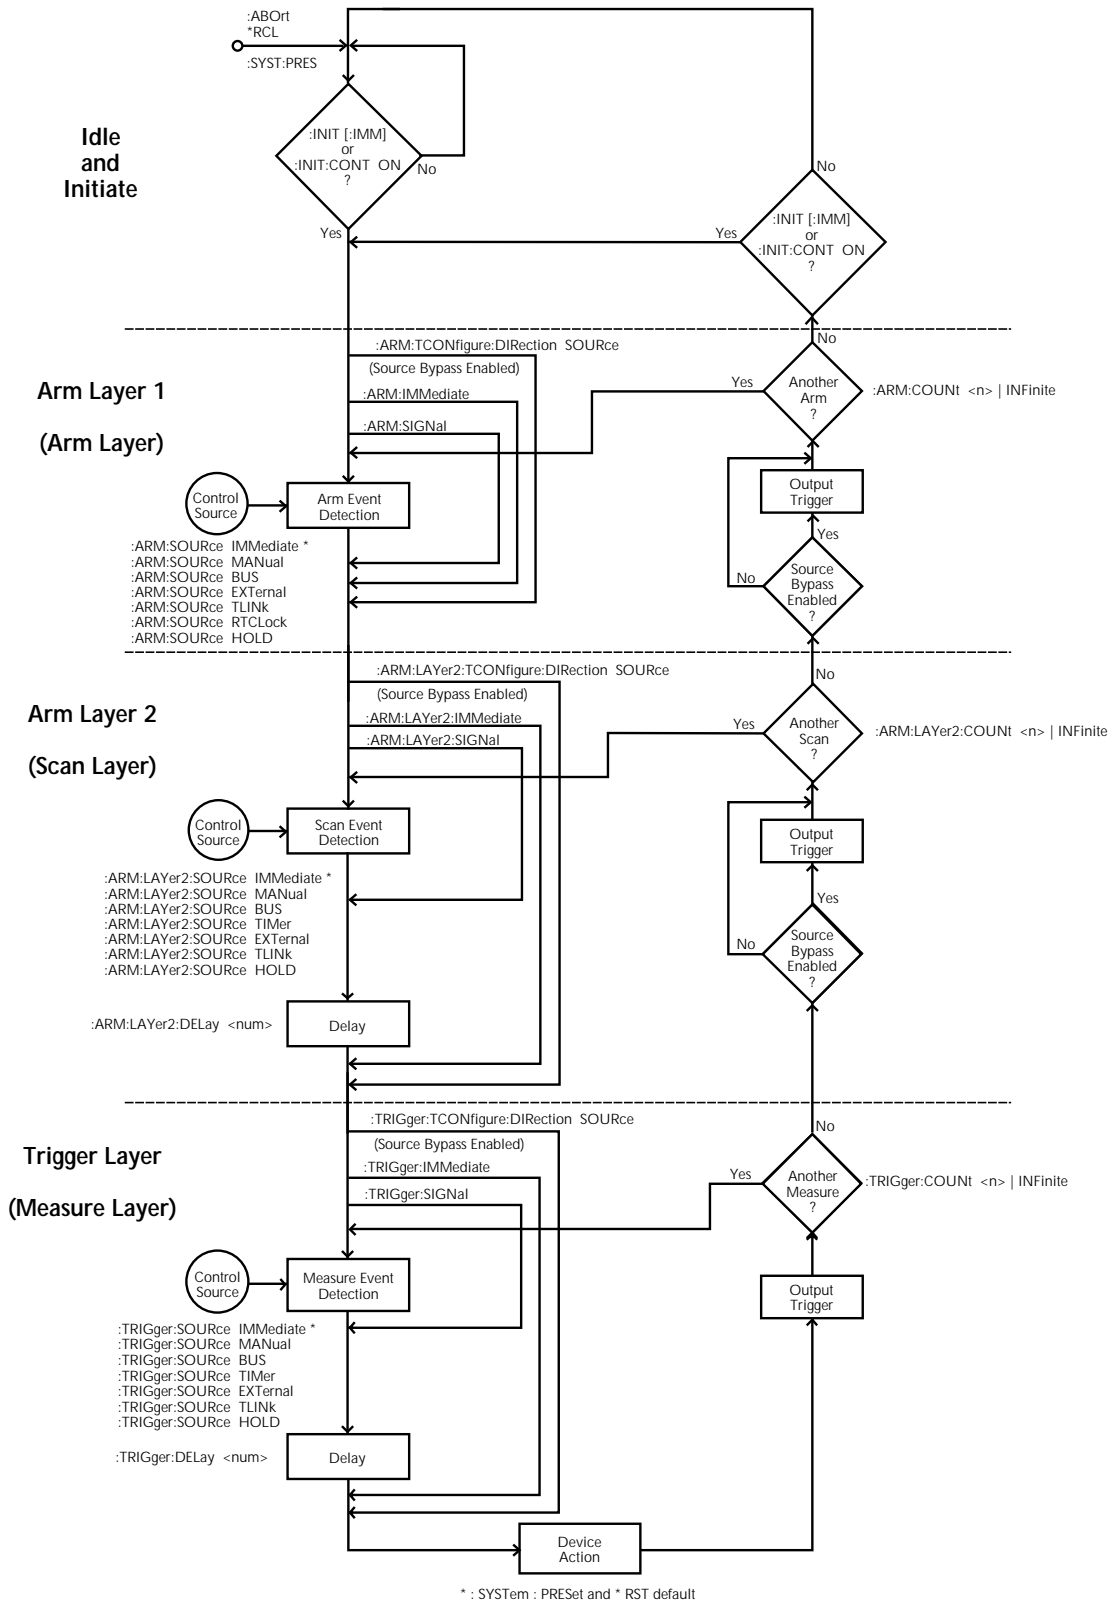 :ABOrt
*RCL
:SYST:PRES
Idle
and
Initiate
:INIT [:IMM]
or
:INIT:CONT ON
?
No
Yes
No
:INIT [:IMM]
or
:INIT:CONT ON
?
Yes
No
Arm Layer 1
(Arm Layer)
:ARM:TCONfigure:DIRection SOURce
(Source Bypass Enabled)
:ARM:IMMediate
:ARM:SIGNal
Yes
Another
Arm
?
:ARM:COUNt <n> | INFinite
Control
Source
Arm Event
Detection
Output
Trigger
Yes
:ARM:SOURce IMMediate *
:ARM:SOURce MANual
:ARM:SOURce BUS
:ARM:SOURce EXTernal
:ARM:SOURce TLINk
:ARM:SOURce RTCLock
:ARM:SOURce HOLD
No
Source
Bypass
Enabled
?
No
Arm Layer 2
(Scan Layer)
:ARM:LAYer2:TCONfigure:DIRection SOURce
(Source Bypass Enabled)
:ARM:LAYer2:IMMediate
:ARM:LAYer2:SIGNal
Yes
Another
Scan
?
:ARM:LAYer2:COUNt <n> | INFinite
Control
Source
Scan Event
Detection
Output
Trigger
Yes
:ARM:LAYer2:SOURce IMMediate *
:ARM:LAYer2:SOURce MANual
:ARM:LAYer2:SOURce BUS
:ARM:LAYer2:SOURce TIMer
:ARM:LAYer2:SOURce EXTernal
:ARM:LAYer2:SOURce TLINk
:ARM:LAYer2:SOURce HOLD
No
Source
Bypass
Enabled
?
:ARM:LAYer2:DELay <num>
Delay
No
Trigger Layer
(Measure Layer)
:TRIGger:TCONfigure:DIRection SOURce
(Source Bypass Enabled)
:TRIGger:IMMediate
:TRIGger:SIGNal
Yes
Another
Measure
?
:TRIGger:COUNt <n> | INFinite
Control
Source
Measure Event
Detection
Output
Trigger
:TRIGger:SOURce IMMediate *
:TRIGger:SOURce MANual
:TRIGger:SOURce BUS
:TRIGger:SOURce TIMer
:TRIGger:SOURce EXTernal
:TRIGger:SOURce TLINk
:TRIGger:SOURce HOLD
:TRIGger:DELay <num>
Delay
Device
Action
* : SYSTem : PRESet and * RST default